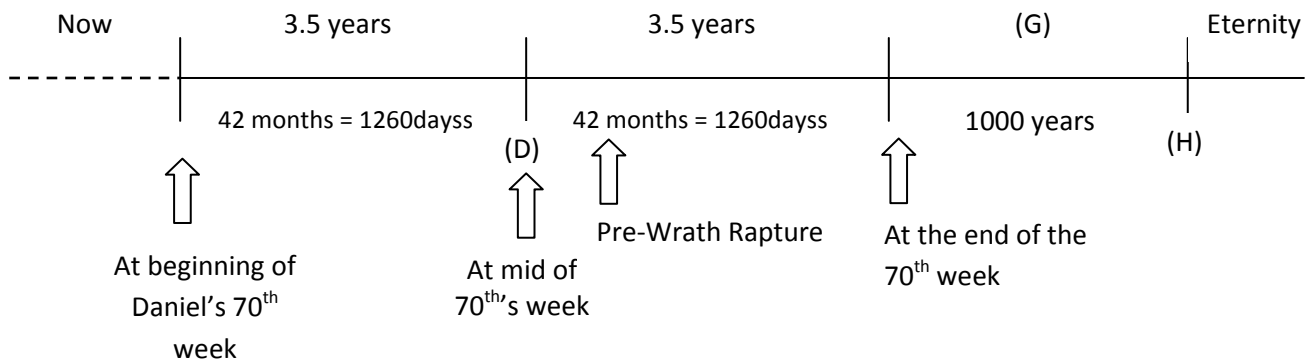 Now 3.5 years 3.5 years (G) Eternity
42 months = 1260dayss (D) 42 months = 1260dayss 1000 years (H)
Pre-Wrath Rapture
At beginning of
Daniel’s 70th
week
At mid of
70th’s week
At the end of the
70th week